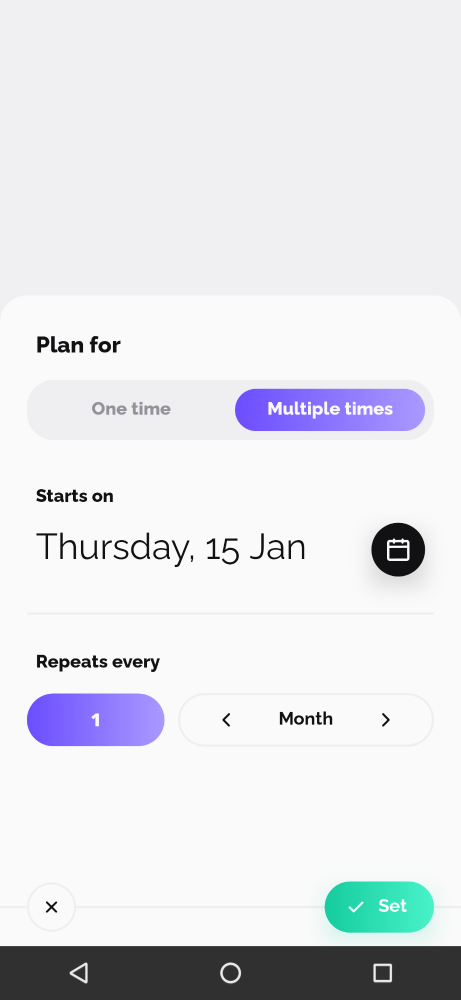 Plan for
One time
Multiple times
Starts on
Thursday, 15 Jan
Repeats every
1
Month
Set